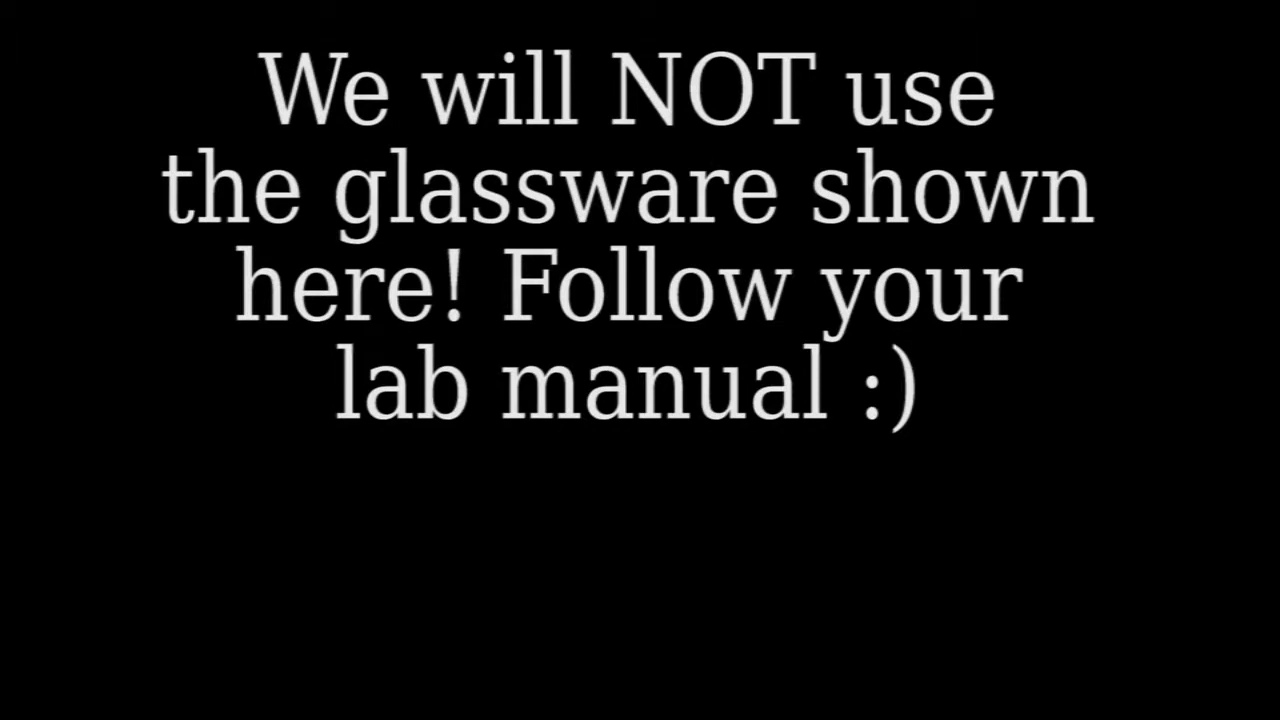 We will NOT use
the glassware shown
here! Follow your
lab manual :)